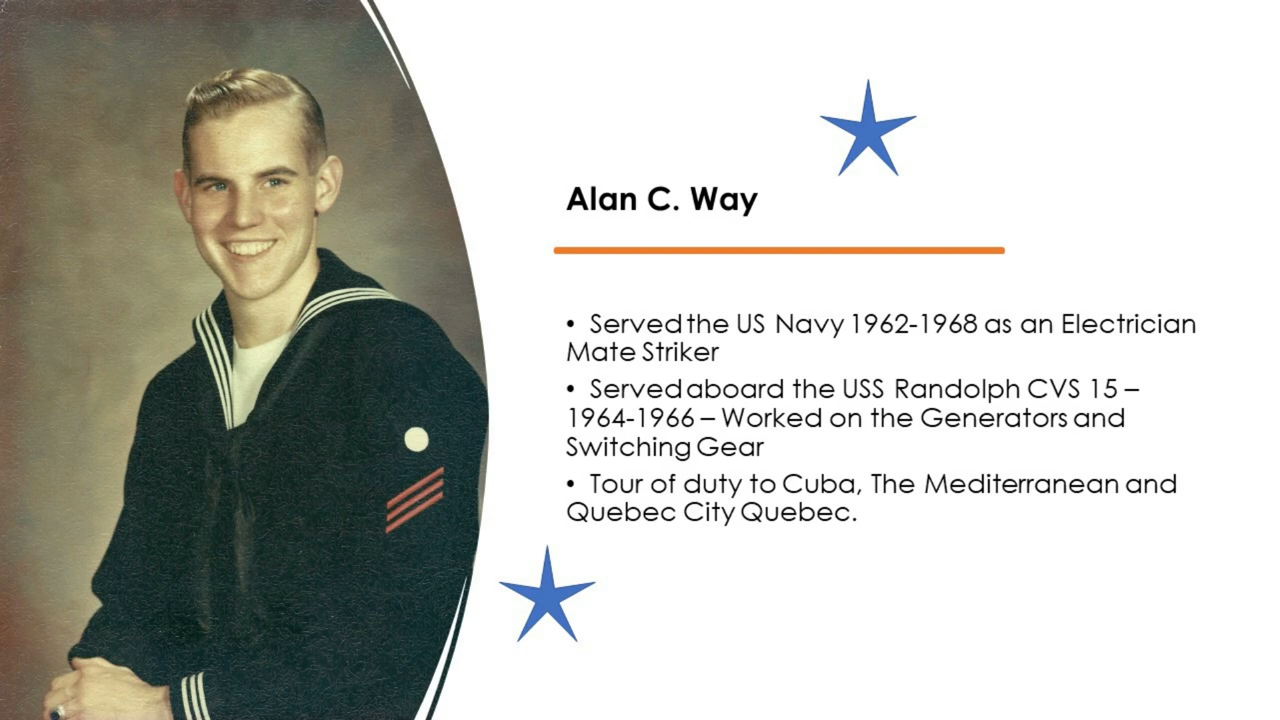 Alan C. Way
• Served the US Navy 1962-1968 as an Electrician
Mate Striker
• Served aboard the USS Randolph CVS 15 –
1964-1966 – Worked on the Generators and
Switching Gear
• Tour of duty to Cuba, The Mediterranean and
Quebec City Quebec.